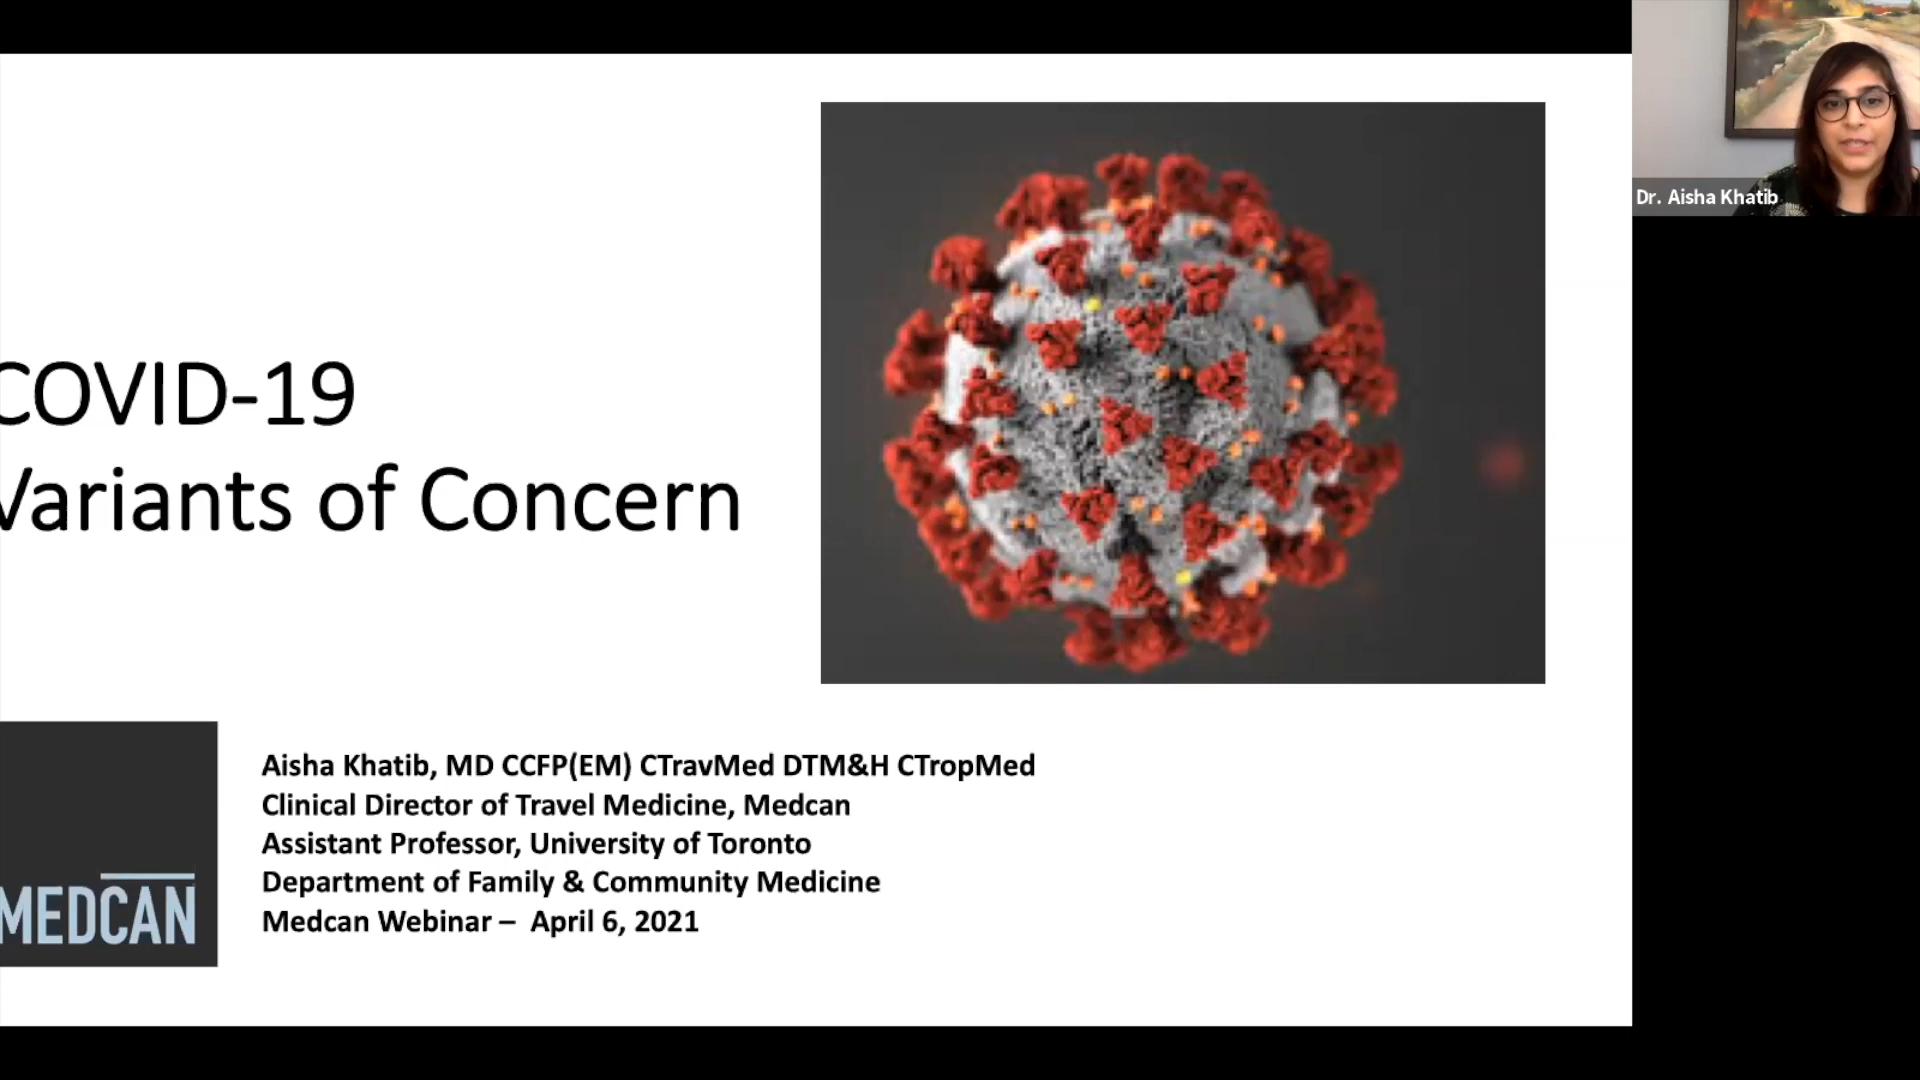 COVID-19
Variants of Concern
Aisha Khatib, MD CCFP(EM) CTravMed DTM&H CTropMed
Clinical Director of Travel Medicine, Medcan
Assistant Professor, University of Toronto
Department of Family & Community Medicine
Medcan Webinar – April 6, 2021
MEDCAN
Dr. Aisha Khatib